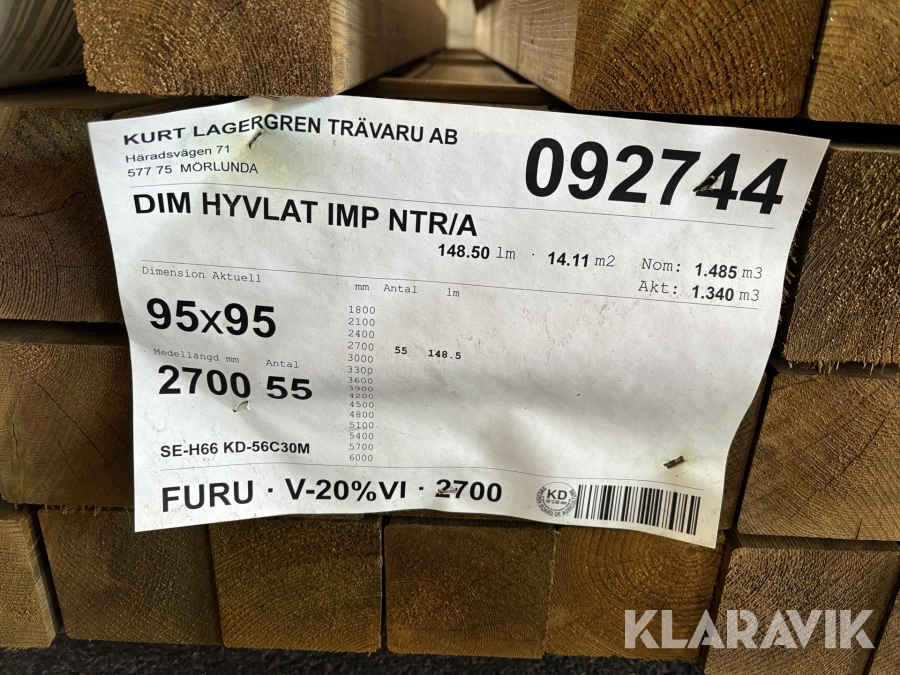 KURT LAGERGREN TRÄVARU AB
Häradsvägen 71
577 75 MÖRLUNDA
092744
DIM HYVLAT IMP NTR/A
148.50 lm · 14.11 m2 Nom: 1.485 m3
Akt: 1.340 m3
Dimension Aktuell
mm Antal lm
95x95
1800
2100
2400
2700 55 148.5
3000
3300
3600
3900
4200
4500
4800
5100
5400
5700
6000
Medellängd mm Antal
2700 55
SE-H66 KD-56C30M
FURU · V-20%VI · 2700
KD
KLARAVIK